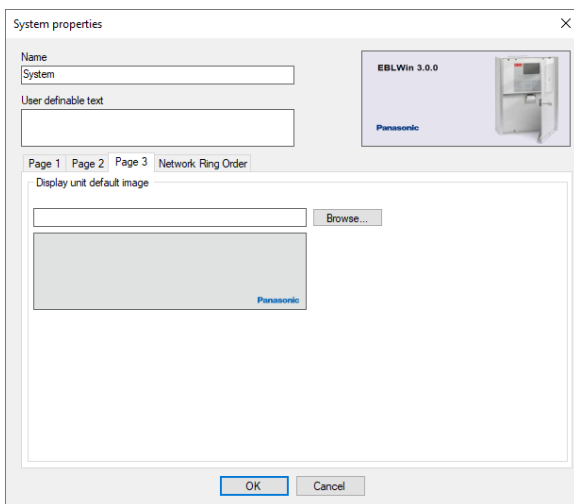 System properties
Name
System
User definable text
EBLWin 3.0.0
Panasonic
Page 1 Page 2 Page 3 Network Ring Order
Display unit default image
Browse...
Panasonic
OK Cancel